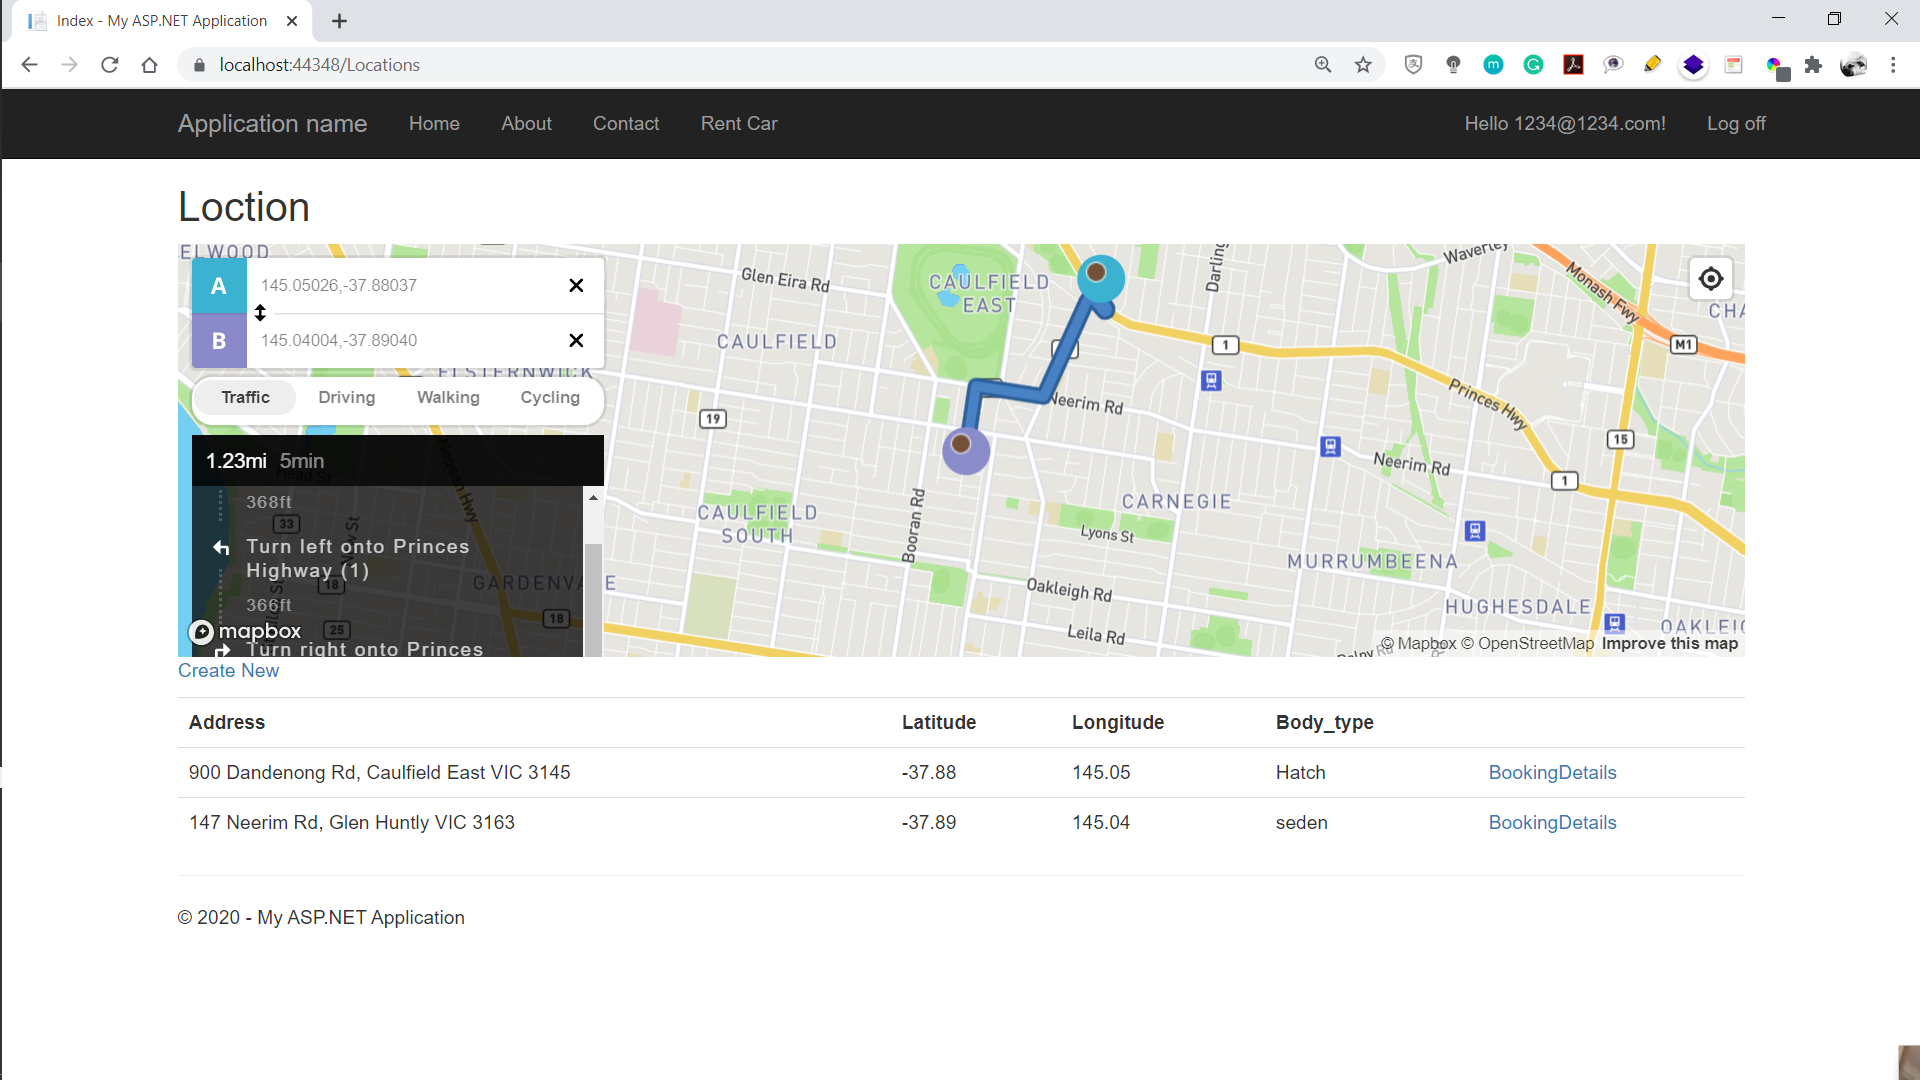 Index - My ASP.NET Application
localhost:44348/Locations
Application name Home About Contact Rent Car Hello 1234@1234.com! Log off
Loction
ELWOOD
A 145.05026,-37.88037
B 145.04004,-37.89040
ELSTERNWICK
Traffic Driving Walking Cycling
1.23mi 5min
368ft
Turn left onto Princes
Highway (1)
366ft
Turn right onto Princes
mapbox
33
18
25
18
Nepean Hwy
GARDENVALE
Glen Eira Rd
CAULFIELD
EAST
CAULFIELD
19
Neerim Rd
Darling
1
Waverley
Monash Fwy
CHA
M1
Princes Hwy
15
Neerim Rd
1
CARNEGIE
CAULFIELD
SOUTH
Booran Rd
Lyons St
MURRUMBEENA
Oakleigh Rd
HUGHESDALE
Leila Rd
OAKLEIG
© Mapbox © OpenStreetMap Improve this map
Create New
Address Latitude Longitude Body_type
900 Dandenong Rd, Caulfield East VIC 3145 -37.88 145.05 Hatch BookingDetails
147 Neerim Rd, Glen Huntly VIC 3163 -37.89 145.04 seden BookingDetails
© 2020 - My ASP.NET Application